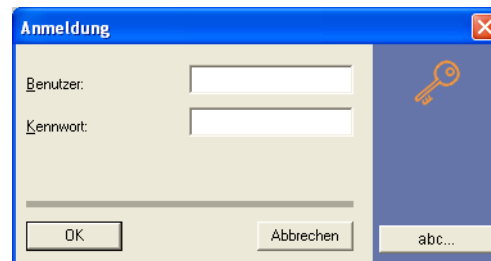 Anmeldung
Benutzer:
Kennwort:
OK
Abbrechen
abc...